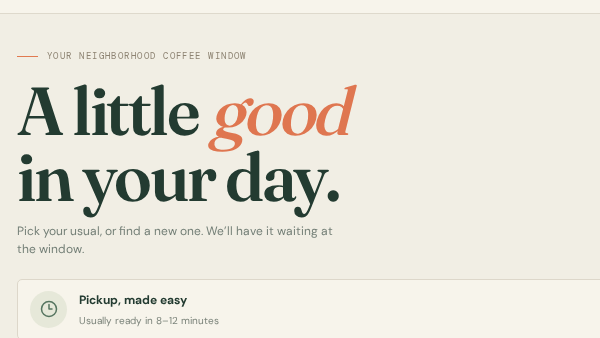 YOUR NEIGHBORHOOD COFFEE WINDOW
A little good
in your day.
Pick your usual, or find a new one. We’ll have it waiting at
the window.
Pickup, made easy
Usually ready in 8–12 minutes